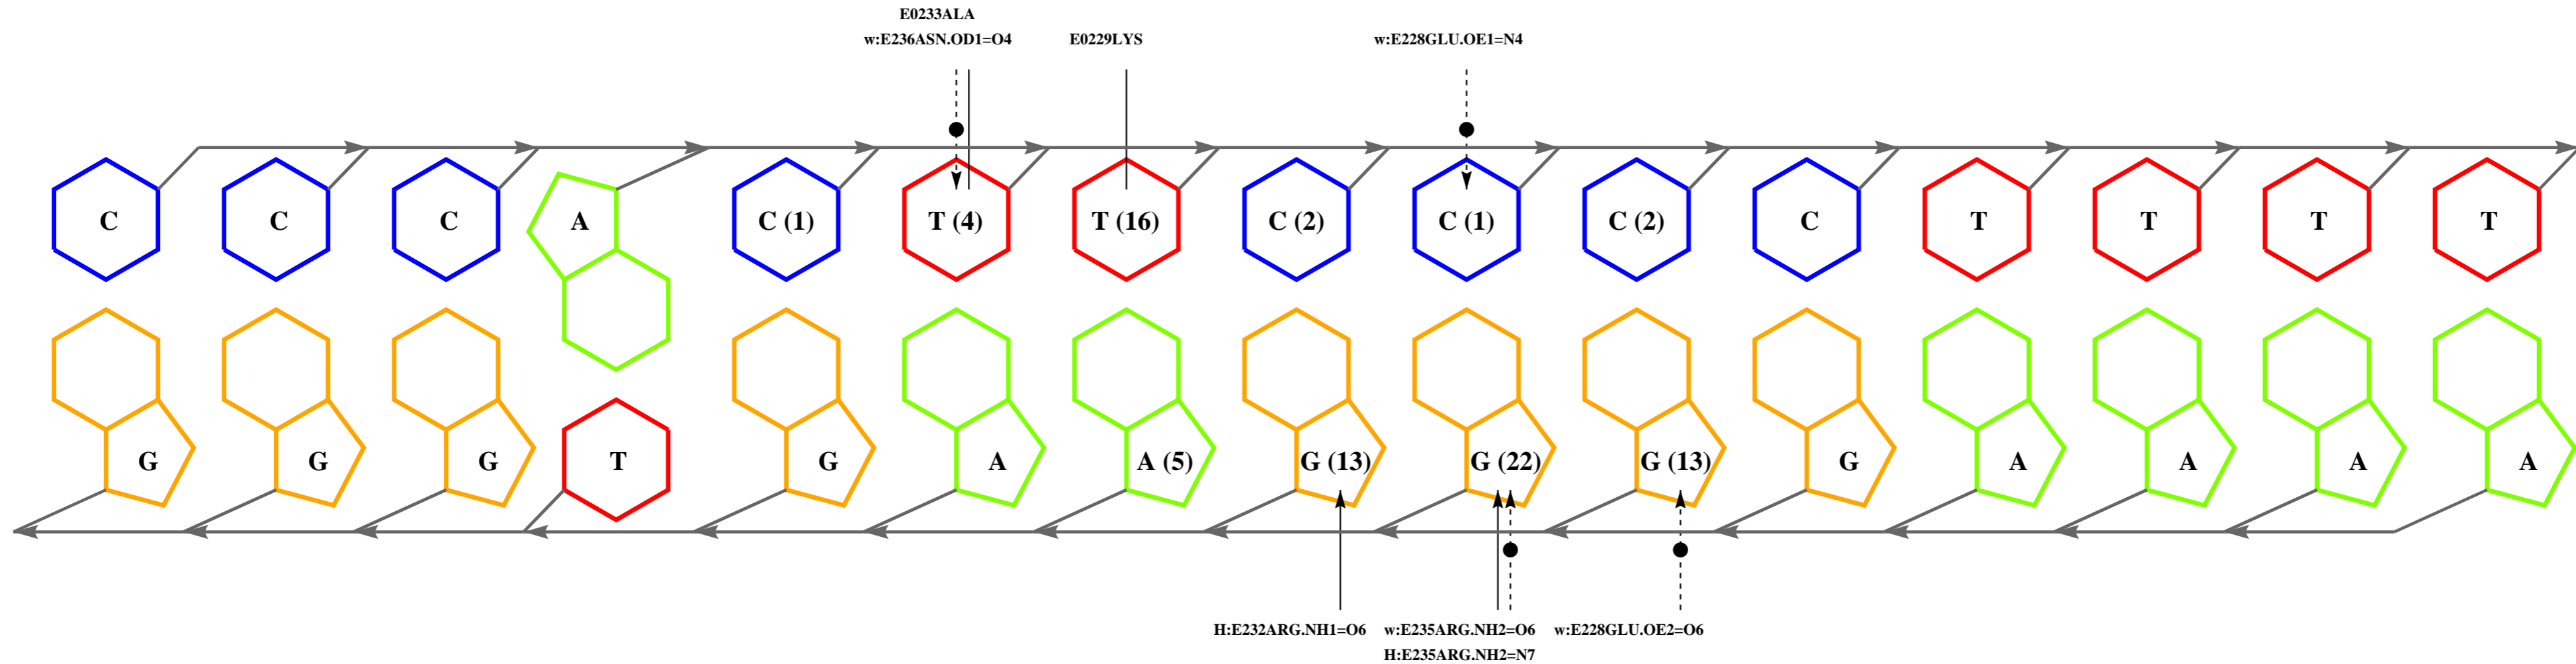 E0233ALA
w:E236ASN.OD1=O4 E0229LYS w:E228GLU.OE1=N4
C C C A C (1) T (4) T (16) C (2) C (1) C (2) C T T T T
G G G T G A A (5) G (13) G (22) G (13) G A A A A
H:E232ARG.NH1=O6 w:E235ARG.NH2=O6 w:E228GLU.OE2=O6
H:E235ARG.NH2=N7